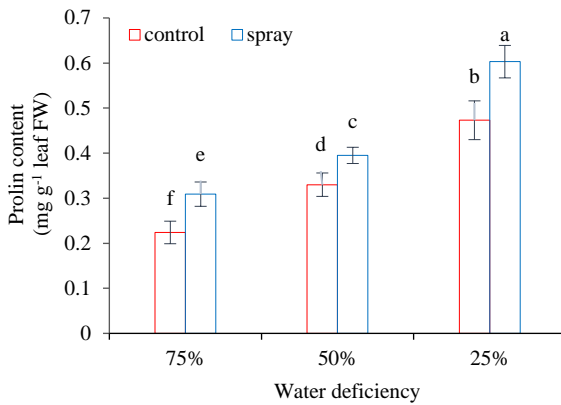 0.7
control
spray
a
0.6
b
0.5
c
0.4
d
e
0.3
f
0.2
0.1
0
Prolin content
(mg g-1 leaf FW)
75%
50%
25%
Water deficiency